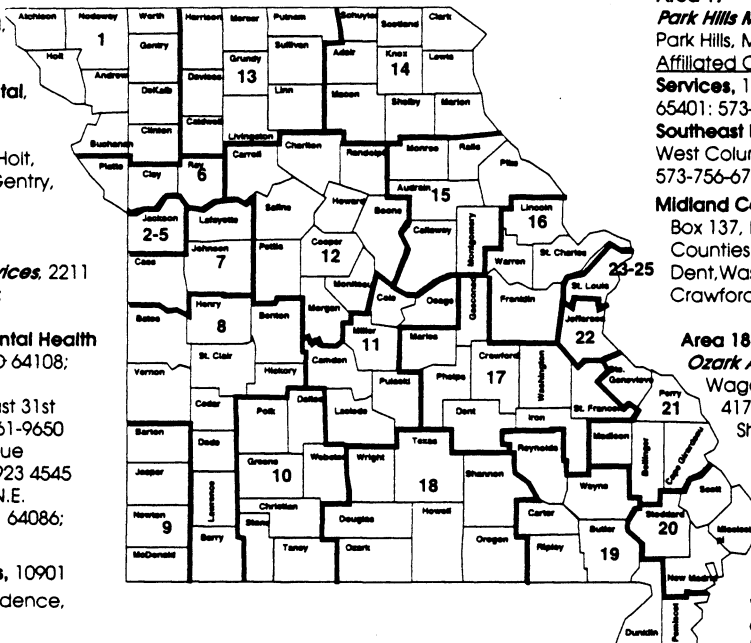 tal,
Holt,
Gentry,
vices, 2211
ental Health
O 64108;
ast 31st
61-9650
ue
923 4545
N.E.
64086;
s, 10901
dence,
Atchison
Nodaway
Worth
Harrison
Mercer
Putnam
Schuyler
Scotland
Clark
1
Gentry
Sullivan
Adair
Knox
Lewis
Holt
Andrew
Daviess
Grundy
13
14
DeKalb
Linn
Macon
Shelby
Marion
Buchanan
Clinton
Caldwell
Livingston
Platte
Clay
Ray
6
Carroll
Chariton
Randolph
Monroe
Ralls
Pike
Audrain
15
Jackson
2-5
Lafayette
Saline
Howard
Boone
Callaway
Montgomery
Lincoln
16
Cass
Johnson
7
Pettis
Cooper
12
Moniteau
Cole
Osage
Gasconade
Warren
St. Charles
23-25
St. Louis
Franklin
Jefferson
22
Bates
Henry
8
Benton
Morgan
Miller
11
Maries
St. Clair
Hickory
Camden
Pulaski
Phelps
Crawford
17
Washington
Ste.
Genevieve
St. Francois
Perry
21
Vernon
Cedar
Polk
Dallas
Laclede
Dent
Iron
Madison
Bollinger
Cape Girardeau
Barton
Dade
Greene
10
Webster
Wright
Texas
18
Shannon
Reynolds
Wayne
Scott
Jasper
Lawrence
Christian
Douglas
Howell
Carter
Butler
19
Stoddard
20
Newton
9
McDonald
Barry
Stone
Taney
Ozark
Oregon
Ripley
New Madrid
Dunklin
Pemiscot
Park Hills M
Park Hills, M
Affiliated C
Services, 1
65401: 573-
Southeast
West Colu
573-756-67
Midland C
Box 137,
Counties
Dent,Was
Crawford
Area 18
Ozark A
Wago
417
Sh